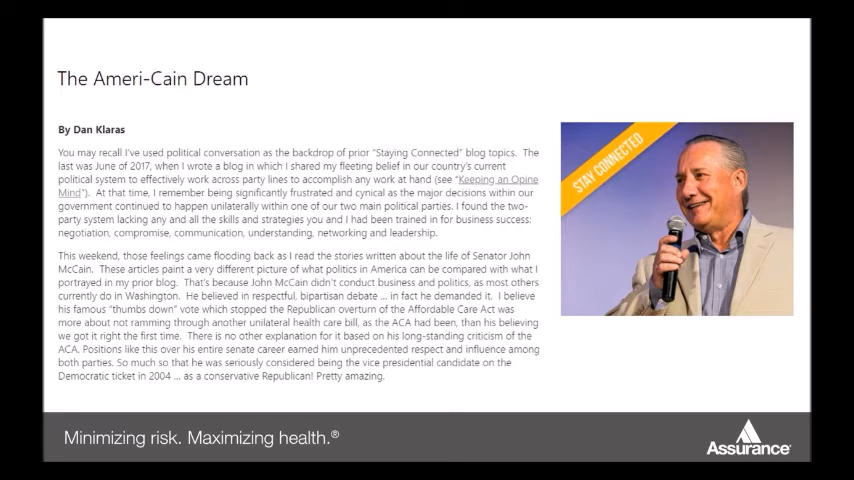 The Ameri-Cain Dream
By Dan Klaras
You may recall I've used political conversation as the backdrop of prior "Staying Connected" blog topics.  The
last was June of 2017, when I wrote a blog in which I shared my fleeting belief in our country's current
political system to effectively work across party lines to accomplish any work at hand (see "Keeping an Opine
Mind").  At that time, I remember being significantly frustrated and cynical as the major decisions within our
government continued to happen unilaterally within one of our two main political parties. I found the two-
party system lacking any and all the skills and strategies you and I had been trained in for business success:
negotiation, compromise, communication, understanding, networking and leadership.
This weekend, those feelings came flooding back as I read the stories written about the life of Senator John
McCain.  These articles paint a very different picture of what politics in America can be compared with what I
portrayed in my prior blog.  That's because John McCain didn't conduct business and politics, as most others
currently do in Washington.  He believed in respectful, bipartisan debate ... in fact he demanded it.  I believe
his famous "thumbs down" vote which stopped the Republican overturn of the Affordable Care Act was
more about not ramming through another unilateral health care bill, as the ACA had been, than his believing
we got it right the first time.  There is no other explanation for it based on his long-standing criticism of the
ACA. Positions like this over his entire senate career earned him unprecedented respect and influence among
both parties. So much so that he was seriously considered being the vice presidential candidate on the
Democratic ticket in 2004 ... as a conservative Republican! Pretty amazing.
STAY CONNECTED
Minimizing risk. Maximizing health.®
Assurance